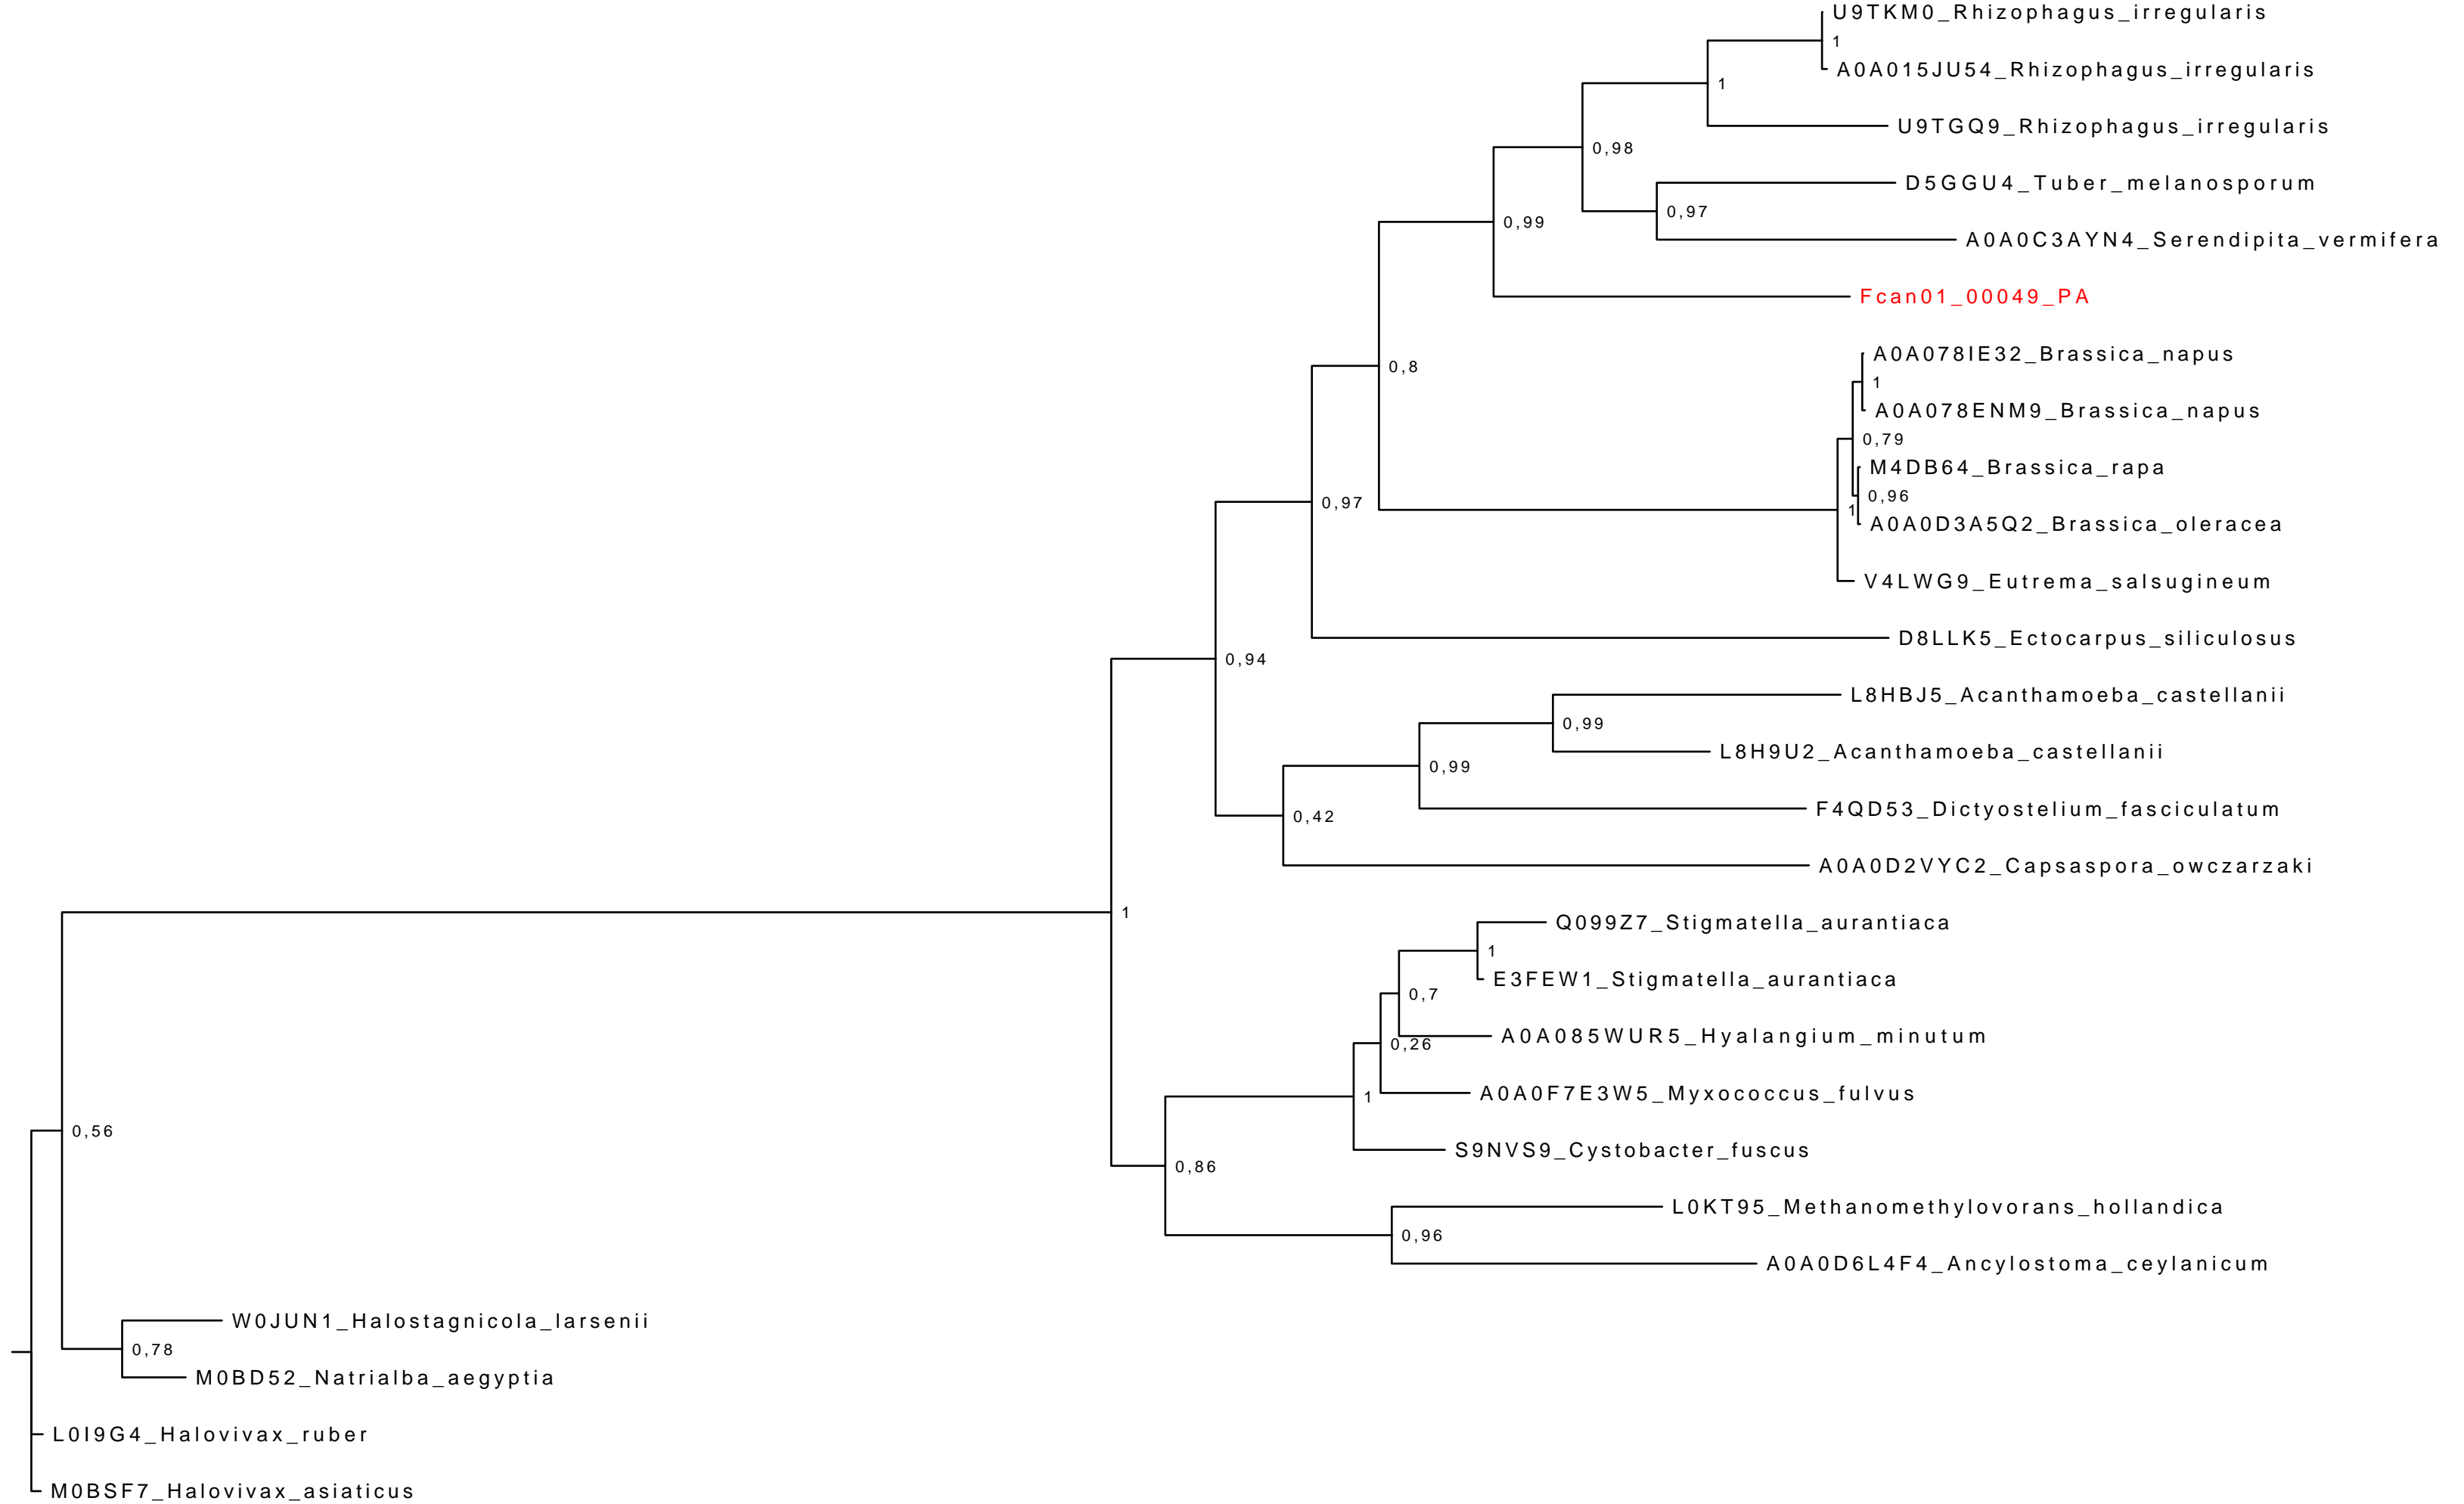 U9TKM0_Rhizophagus_irregularis
1
A0A015JU54_Rhizophagus_irregularis
1
U9TGQ9_Rhizophagus_irregularis
0,98
D5GGU4_Tuber_melanosporum
0,97
0,99
A0A0C3AYN4_Serendipita_vermifera
Fcan01_00049_PA
A0A078IE32_Brassica_napus
0,8
1
A0A078ENM9_Brassica_napus
0,79
M4DB64_Brassica_rapa
0,96
0,97
1
A0A0D3A5Q2_Brassica_oleracea
V4LWG9_Eutrema_salsugineum
D8LLK5_Ectocarpus_siliculosus
0,94
L8HBJ5_Acanthamoeba_castellanii
0,99
L8H9U2_Acanthamoeba_castellanii
0,99
F4QD53_Dictyostelium_fasciculatum
0,42
A0A0D2VYC2_Capsaspora_owczarzaki
1
Q099Z7_Stigmatella_aurantiaca
1
E3FEW1_Stigmatella_aurantiaca
0,7
A0A085WUR5_Hyalangium_minutum
0,26
A0A0F7E3W5_Myxococcus_fulvus
1
0,56
S9NVS9_Cystobacter_fuscus
0,86
L0KT95_Methanomethylovorans_hollandica
0,96
A0A0D6L4F4_Ancylostoma_ceylanicum
W0JUN1_Halostagnicola_larsenii
0,78
M0BD52_Natrialba_aegyptia
L0I9G4_Halovivax_ruber
M0BSF7_Halovivax_asiaticus